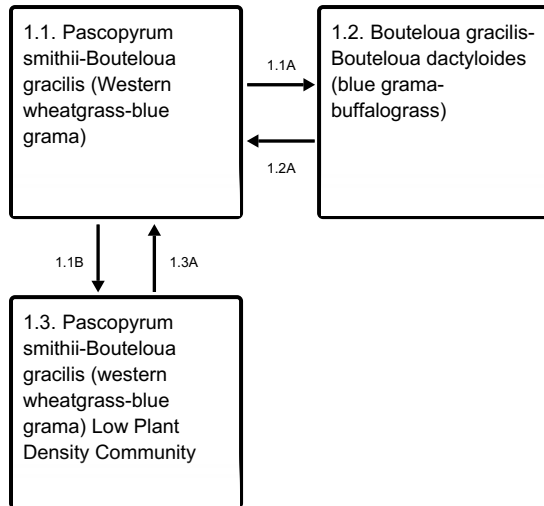 1.1. Pascopyrum
smithii-Bouteloua
gracilis (Western
wheatgrass-blue
grama)
1.1A
1.2A
1.2. Bouteloua gracilis-
Bouteloua dactyloides
(blue grama-
buffalograss)
1.1B
1.3A
1.3. Pascopyrum
smithii-Bouteloua
gracilis (western
wheatgrass-blue
grama) Low Plant
Density Community